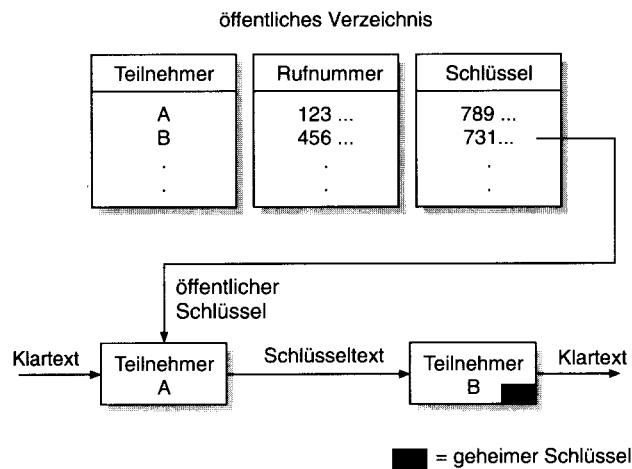 öffentliches Verzeichnis
Teilnehmer Rufnummer Schlüssel
A 123 ... 789 ...
B 456 ... 731...
. . .
. . .
öffentlicher
Schlüssel
Klartext Teilnehmer Schlüsseltext Teilnehmer Klartext
A B
= geheimer Schlüssel